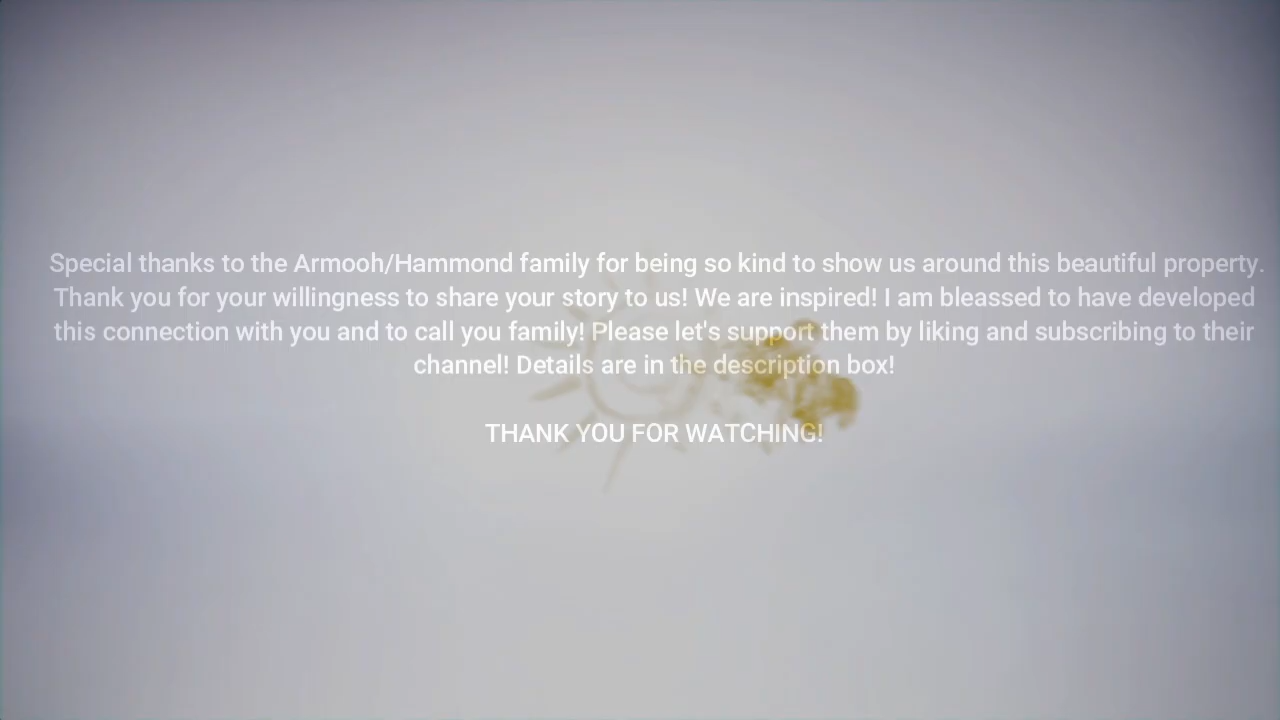 Special thanks to the Armooh/Hammond family for being so kind to show us around this beautiful property.
Thank you for your willingness to share your story to us! We are inspired! I am bleassed to have developed
this connection with you and to call you family! Please let's support them by liking and subscribing to their
channel! Details are in the description box!
THANK YOU FOR WATCHING!